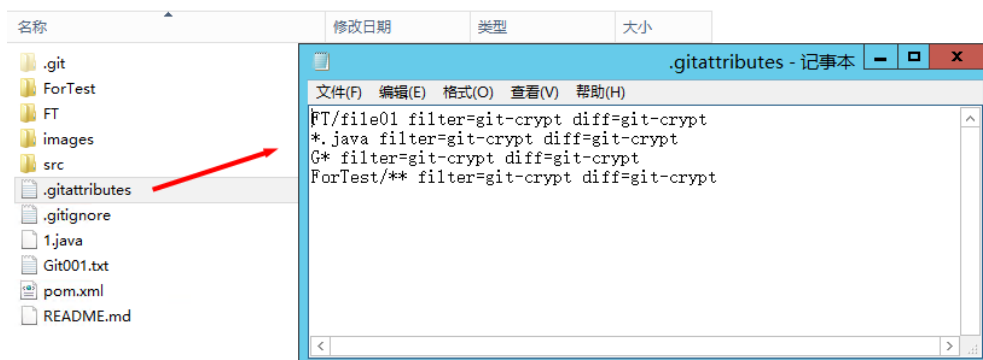 名称 修改日期 类型 大小
.git
ForTest
FT
images
src
.gitattributes
.gitignore
1.java
Git001.txt
pom.xml
README.md
.gitattributes - 记事本
文件(F) 编辑(E) 格式(O) 查看(V) 帮助(H)
FT/file01 filter=git-crypt diff=git-crypt
*.java filter=git-crypt diff=git-crypt
G* filter=git-crypt diff=git-crypt
ForTest/** filter=git-crypt diff=git-crypt